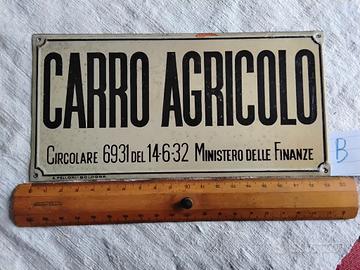 CARRO AGRICOLO
CIRCOLARE 6931 DEL 14-6-32 MINISTERO DELLE FINANZE
B